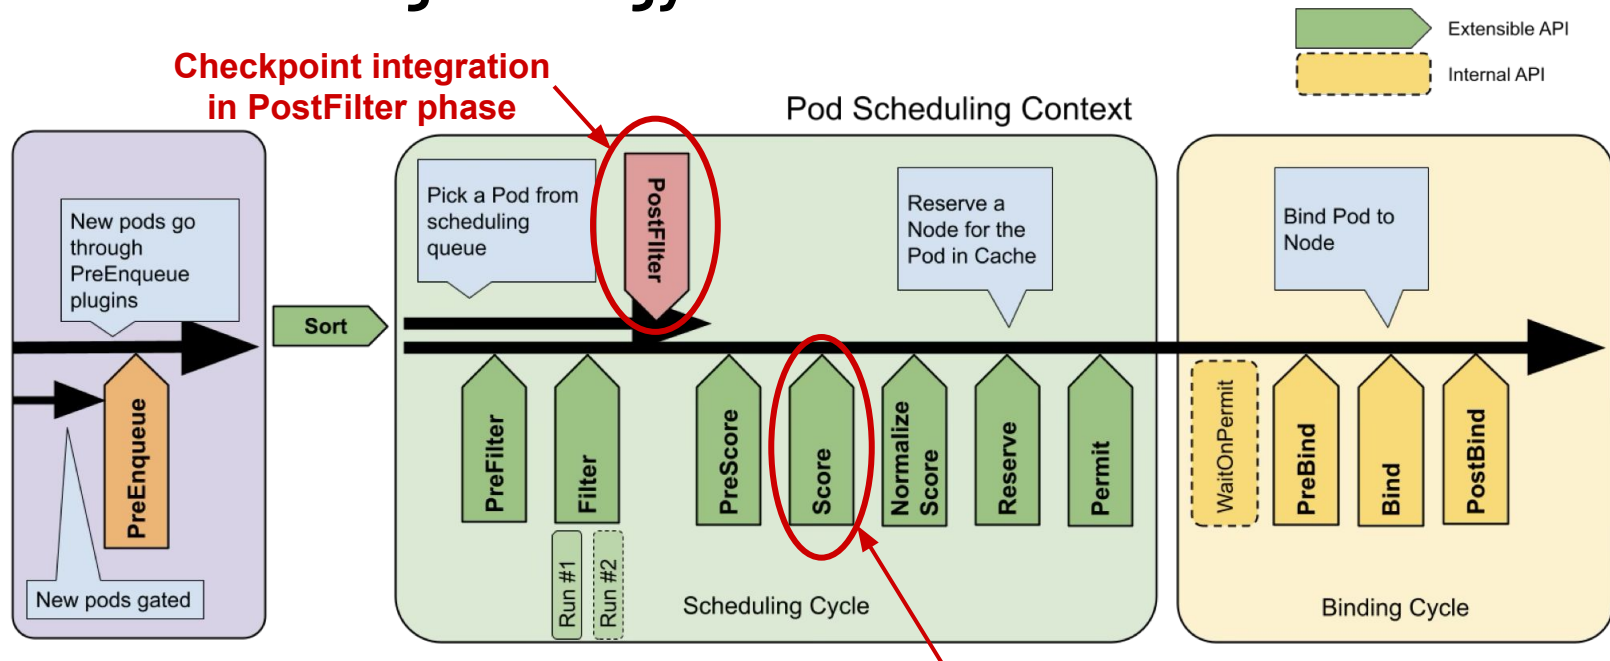 Extensible API
Internal API
Checkpoint integration
in PostFilter phase
Pod Scheduling Context
New pods go
through
PreEnqueue
plugins
PreEnqueue
New pods gated
Sort
Pick a Pod from
scheduling
queue
PostFIlter
PreFilter
Filter
Run #1
Run #2
PreScore
Score
Normalize
Score
Reserve a
Node for the
Pod in Cache
Reserve
Permit
Scheduling Cycle
Bind Pod to
Node
WaitOnPermit
PreBind
Bind
PostBind
Binding Cycle